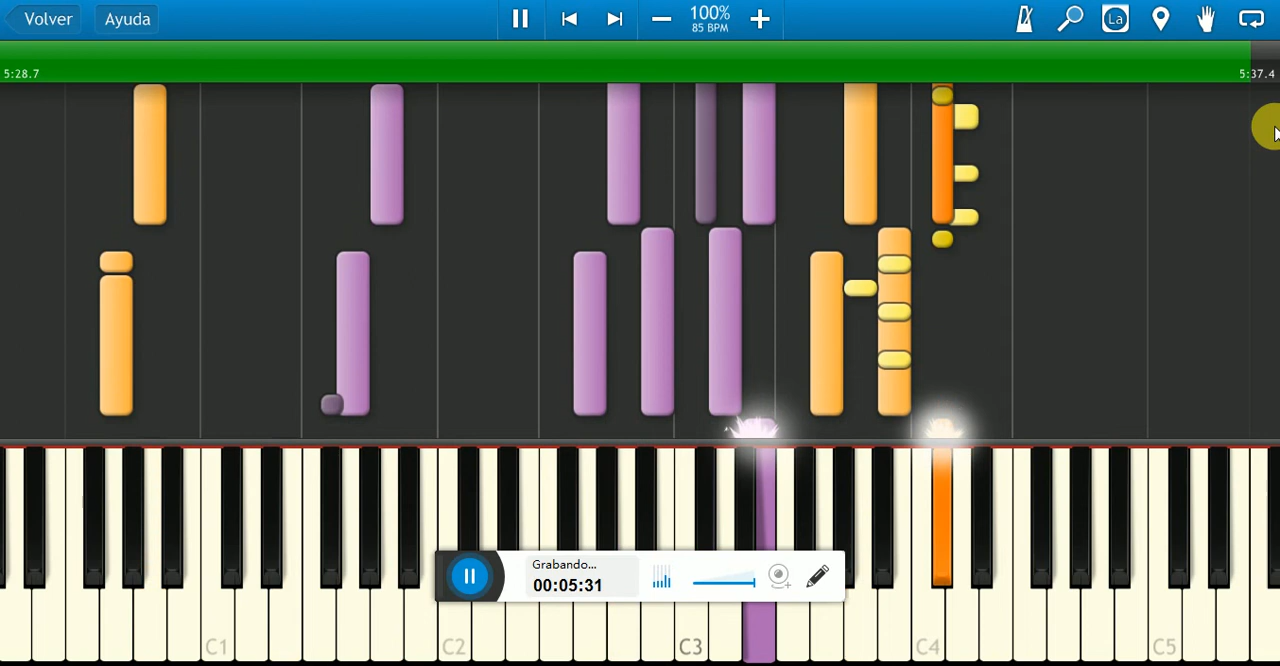 Volver
Ayuda
100%
85 BPM
La
5:28.7
5:37.4
Grabando...
00:05:31
C1
C2
C3
C4
C5